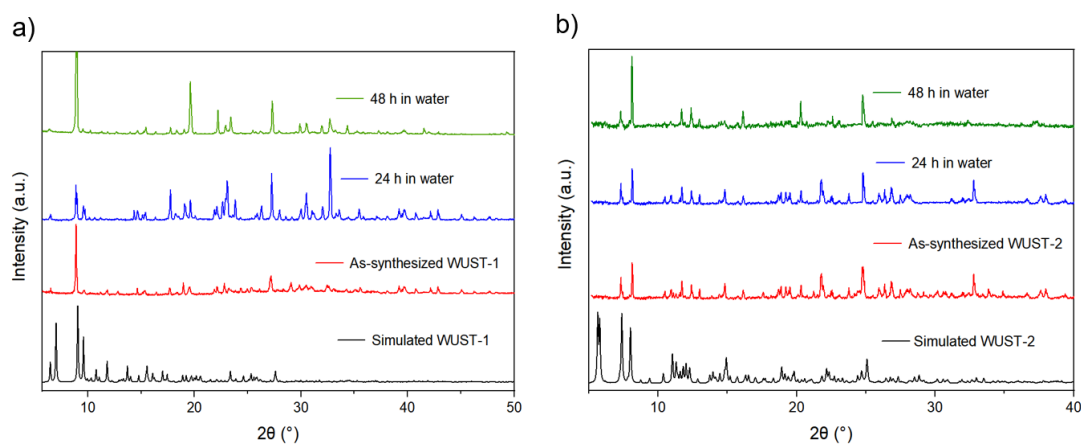 a)
Intensity (a.u.)
48 h in water
24 h in water
As-synthesized WUST-1
Simulated WUST-1
10 20 30 40 50
2θ (°)
b)
Intensity (a.u.)
48 h in water
24 h in water
As-synthesized WUST-2
Simulated WUST-2
10 20 30 40
2θ (°)